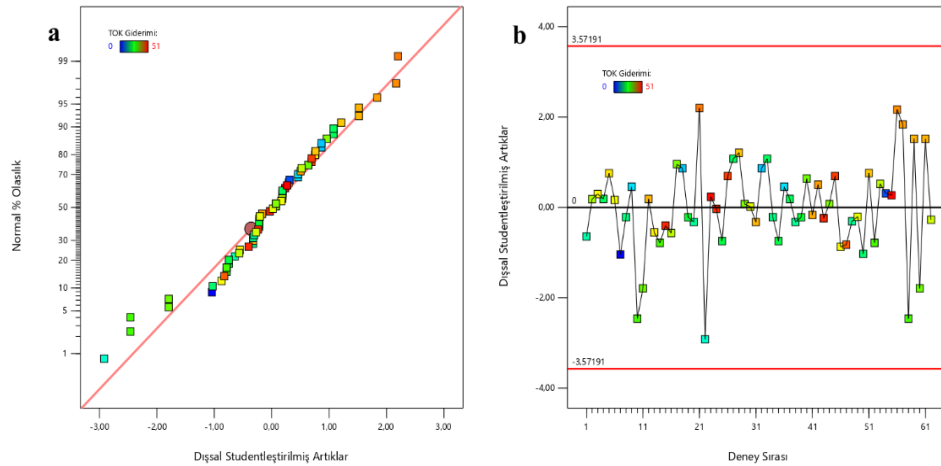 a
TOK Giderimi:
0 51
Normal % Olasılık
99
95
90
80
70
50
30
20
10
5
1
-3.00 -2.00 -1.00 0.00 1.00 2.00 3.00
Dışsal Studentleştirilmiş Artıklar
b
TOK Giderimi:
0 51
Dışsal Studentleştirilmiş Artıklar
4.00
2.00
0.00
-2.00
-4.00
3.57191
0
-3.57191
1 11 21 31 41 51 61
Deney Sırası